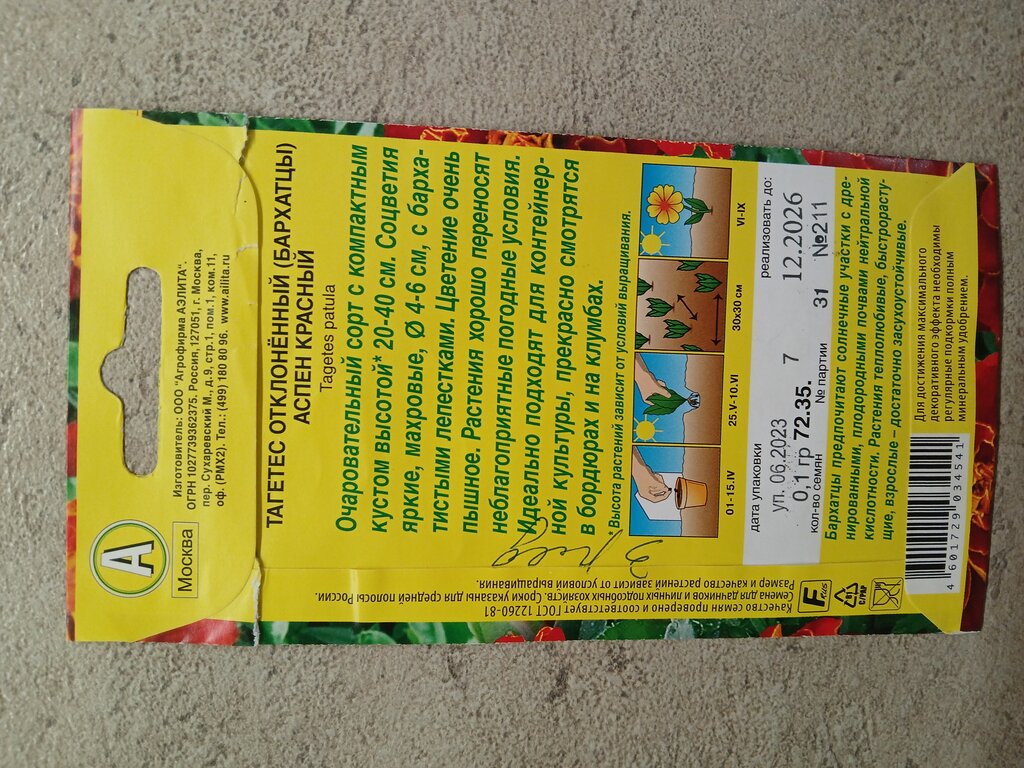 А
Москва
Изготовитель: ООО "Агрофирма АЭЛИТА".
ОГРН 1027739362375. Россия, 127051, г. Москва,
пер. Сухаревский М., д.9, стр.1, пом.1, ком.11,
оф. (РМХ2). Тел.: (499) 180 80 96. www.ailita.ru
ТАГЕТЕС ОТКЛОНЁННЫЙ (БАРХАТЦЫ)
АСПЕН КРАСНЫЙ
Tagetes patula
Очаровательный сорт с компактным
кустом высотой* 20-40 см. Соцветия
яркие, махровые, Ø 4-6 см, с бархатистыми лепестками. Цветение очень
пышное. Растения хорошо переносят
неблагоприятные погодные условия.
Идеально подходят для контейнер-
ной культуры, прекрасно смотрятся
в бордюрах и на клумбах.
*Высота растений зависит от условий выращивания.
01-15.IV
25.V-10.VI
30х30 см
VI-IX
дата упаковки
реализовать до:
уп. 06.2023
7
12.2026
0,1 гр 72.35.
31
№211
кол-во семян
№ партии
Бархатцы предпочитают солнечные участки с дре-
нированными, плодородными почвами нейтральной
кислотности. Растения теплолюбивые, быстрорасту-
щие, взрослые – достаточно засухоустойчивые.
Для достижения максимального
декоративного эффекта необходимы
регулярные подкормки полным
минеральным удобрением.
4 601729 034541
Качество семян проверено и соответствует ГОСТ 12260-81
Семена для дачников и личных подсобных хозяйств. Сроки указаны для средней полосы России.
Размер и качество растений зависят от условий выращивания.
81
C/PAP